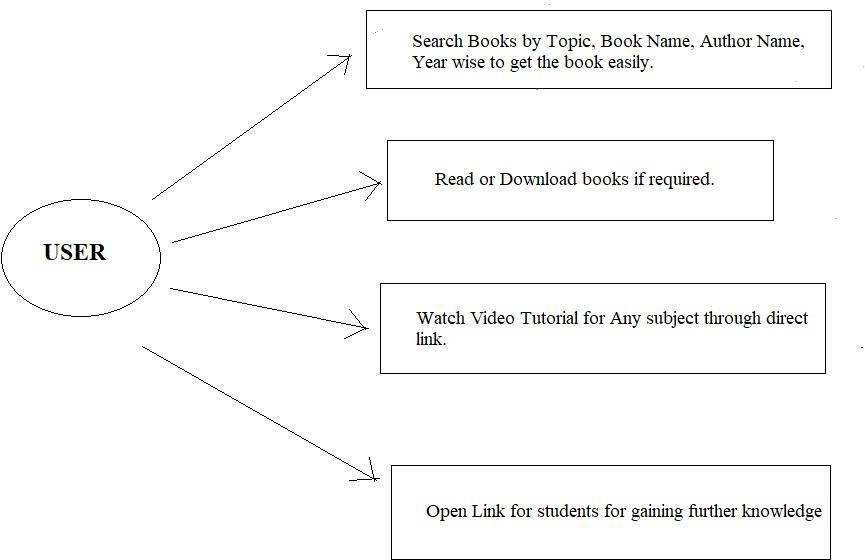 Search Books by Topic, Book Name, Author Name,
Year wise to get the book easily.
Read or Download books if required.
USER
Watch Video Tutorial for Any subject through direct
link.
Open Link for students for gaining further knowledge